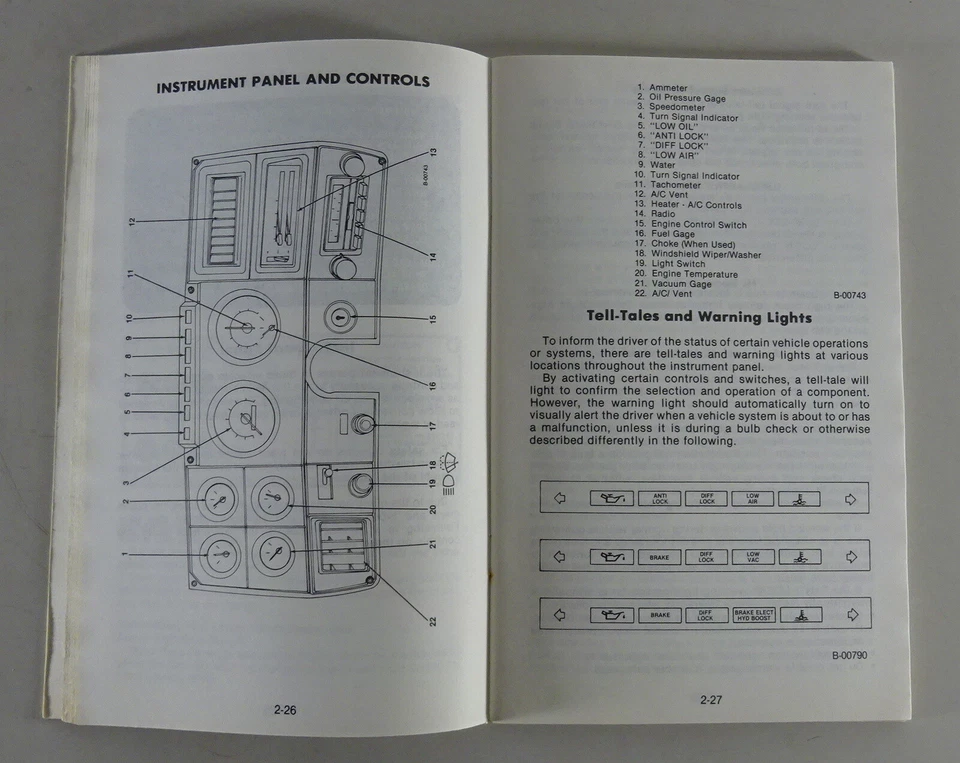 INSTRUMENT PANEL AND CONTROLS
12
11
10
9
8
7
6
5
4
3
2
1
13
B-00743
14
15
16
17
18
19
20
21
22
2-26
1. Ammeter
2. Oil Pressure Gage
3. Speedometer
4. Turn Signal Indicator
5. "LOW OIL"
6. "ANTI LOCK"
7. "DIFF LOCK"
8. "LOW AIR"
9. Water
10. Turn Signal Indicator
11. Tachometer
12. A/C Vent
13. Heater - A/C Controls
14. Radio
15. Engine Control Switch
16. Fuel Gage
17. Choke (When Used)
18. Windshield Wiper/Washer
19. Light Switch
20. Engine Temperature
21. Vacuum Gage
22. A/C/ Vent
B-00743
Tell-Tales and Warning Lights
To inform the driver of the status of certain vehicle operations
or systems, there are tell-tales and warning lights at various
locations throughout the instrument panel.
By activating certain controls and switches, a tell-tale will
light to confirm the selection and operation of a component.
However, the warning light should automatically turn on to
visually alert the driver when a vehicle system is about to or has
a malfunction, unless it is during a bulb check or otherwise
described differently in the following.
ANTI LOCK
DIFF LOCK
LOW AIR
BRAKE
DIFF LOCK
LOW VAC
BRAKE
DIFF LOCK
BRAKE ELECT HYD BOOST
B-00790
2-27